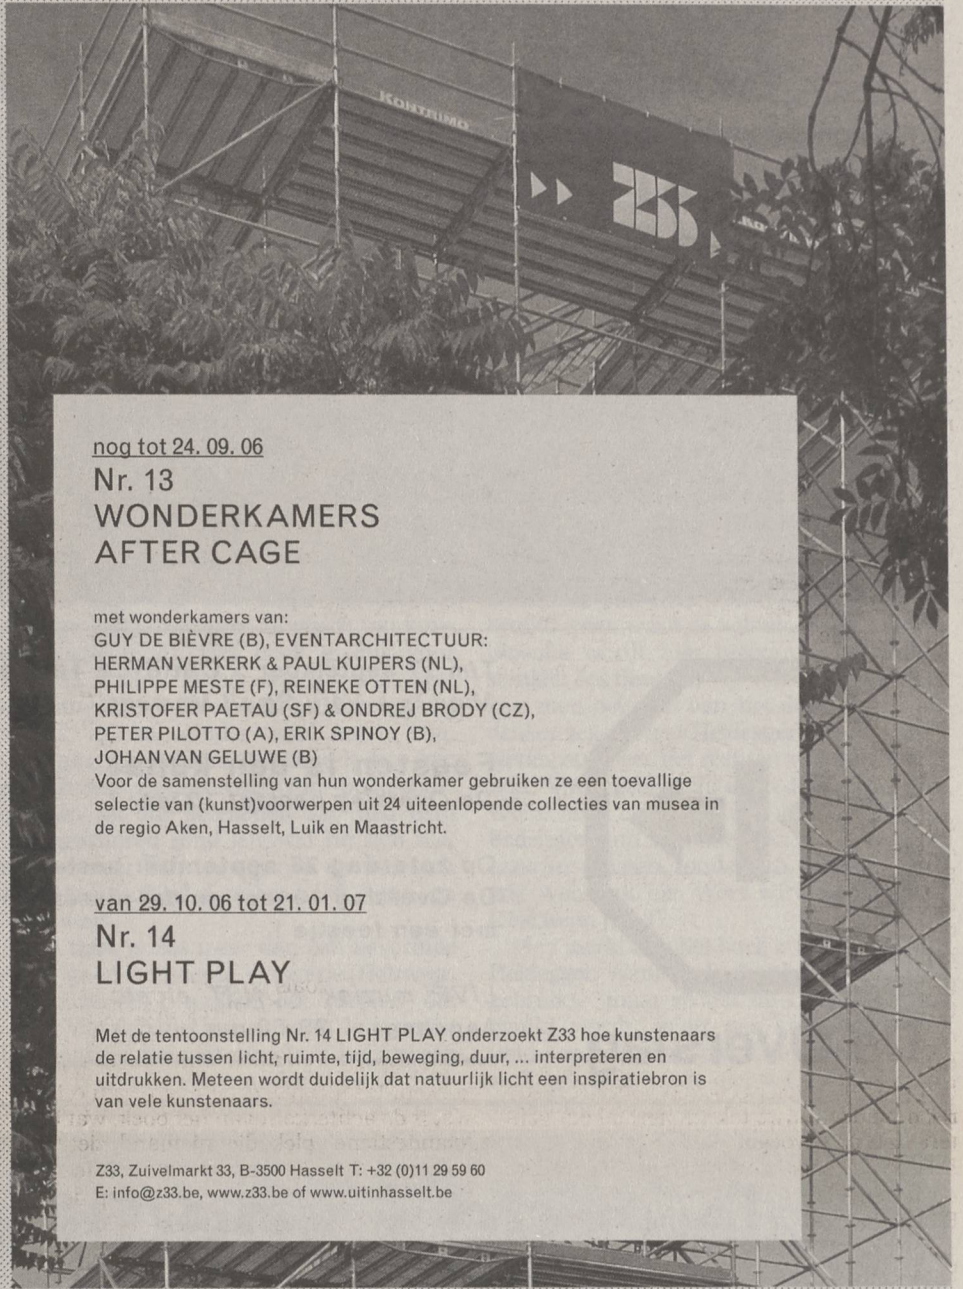 KONTRIMO
Z33
nog tot 24. 09. 06
Nr. 13
WONDERKAMERS
AFTER CAGE
met wonderkamers van:
GUY DE BIÈVRE (B), EVENTARCHITECTUUR:
HERMAN VERKERK & PAUL KUIPERS (NL),
PHILIPPE MESTE (F), REINEKE OTTEN (NL),
KRISTOFER PAETAU (SF) & ONDREJ BRODY (CZ),
PETER PILOTTO (A), ERIK SPINOY (B),
JOHAN VAN GELUWE (B)
Voor de samenstelling van hun wonderkamer gebruiken ze een toevallige
selectie van (kunst)voorwerpen uit 24 uiteenlopende collecties van musea in
de regio Aken, Hasselt, Luik en Maastricht.
van 29. 10. 06 tot 21. 01. 07
Nr. 14
LIGHT PLAY
Met de tentoonstelling Nr. 14 LIGHT PLAY onderzoekt Z33 hoe kunstenaars
de relatie tussen licht, ruimte, tijd, beweging, duur, ... interpreteren en
uitdrukken. Meteen wordt duidelijk dat natuurlijk licht een inspiratiebron is
van vele kunstenaars.
Z33, Zuivelmarkt 33, B-3500 Hasselt T: +32 (0)11 29 59 60
E: info@z33.be, www.z33.be of www.uitinhasselt.be